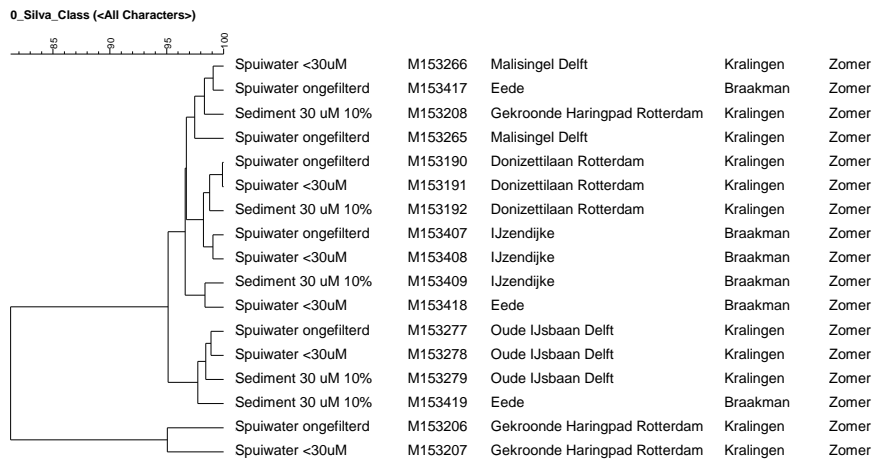 0_Silva_Class (<All Characters>)
85 90 95 100
Spuiwater <30uM M153266 Malisingel Delft Kralingen Zomer
Spuiwater ongefilterd M153417 Eede Braakman Zomer
Sediment 30 uM 10% M153208 Gekroonde Haringpad Rotterdam Kralingen Zomer
Spuiwater ongefilterd M153265 Malisingel Delft Kralingen Zomer
Spuiwater ongefilterd M153190 Donizettilaan Rotterdam Kralingen Zomer
Spuiwater <30uM M153191 Donizettilaan Rotterdam Kralingen Zomer
Sediment 30 uM 10% M153192 Donizettilaan Rotterdam Kralingen Zomer
Spuiwater ongefilterd M153407 IJzendijke Braakman Zomer
Spuiwater <30uM M153408 IJzendijke Braakman Zomer
Sediment 30 uM 10% M153409 IJzendijke Braakman Zomer
Spuiwater <30uM M153418 Eede Braakman Zomer
Spuiwater ongefilterd M153277 Oude IJsbaan Delft Kralingen Zomer
Spuiwater <30uM M153278 Oude IJsbaan Delft Kralingen Zomer
Sediment 30 uM 10% M153279 Oude IJsbaan Delft Kralingen Zomer
Sediment 30 uM 10% M153419 Eede Braakman Zomer
Spuiwater ongefilterd M153206 Gekroonde Haringpad Rotterdam Kralingen Zomer
Spuiwater <30uM M153207 Gekroonde Haringpad Rotterdam Kralingen Zomer